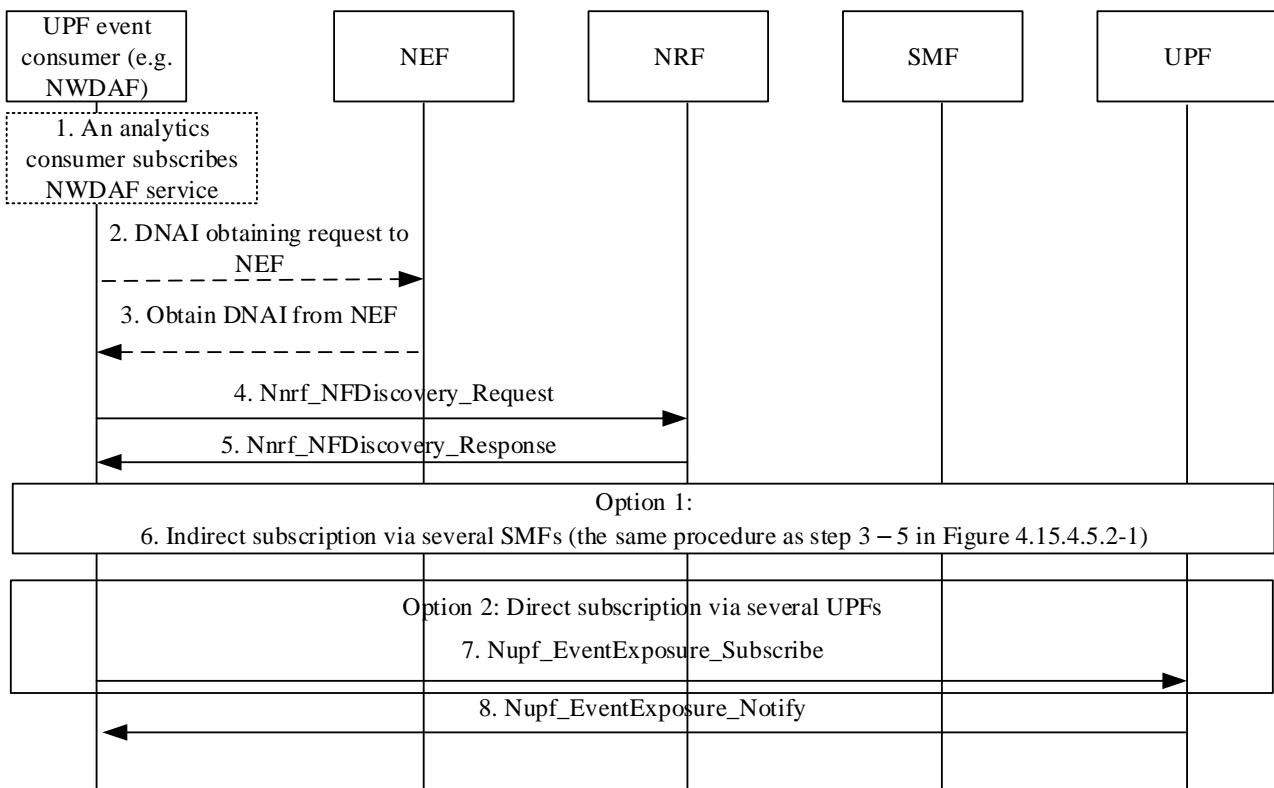 UPF event
consumer (e.g.
NWDAF)
NEF
NRF
SMF
UPF
1. An analytics
consumer subscribes
NWDAF service
2. DNAI obtaining request to
NEF
3. Obtain DNAI from NEF
4. Nnrf_NFDiscovery_Request
5. Nnrf_NFDiscovery_Response
Option 1:
6. Indirect subscription via several SMFs (the same procedure as step 3 – 5 in Figure 4.15.4.5.2-1)
Option 2: Direct subscription via several UPFs
7. Nupf_EventExposure_Subscribe
8. Nupf_EventExposure_Notify